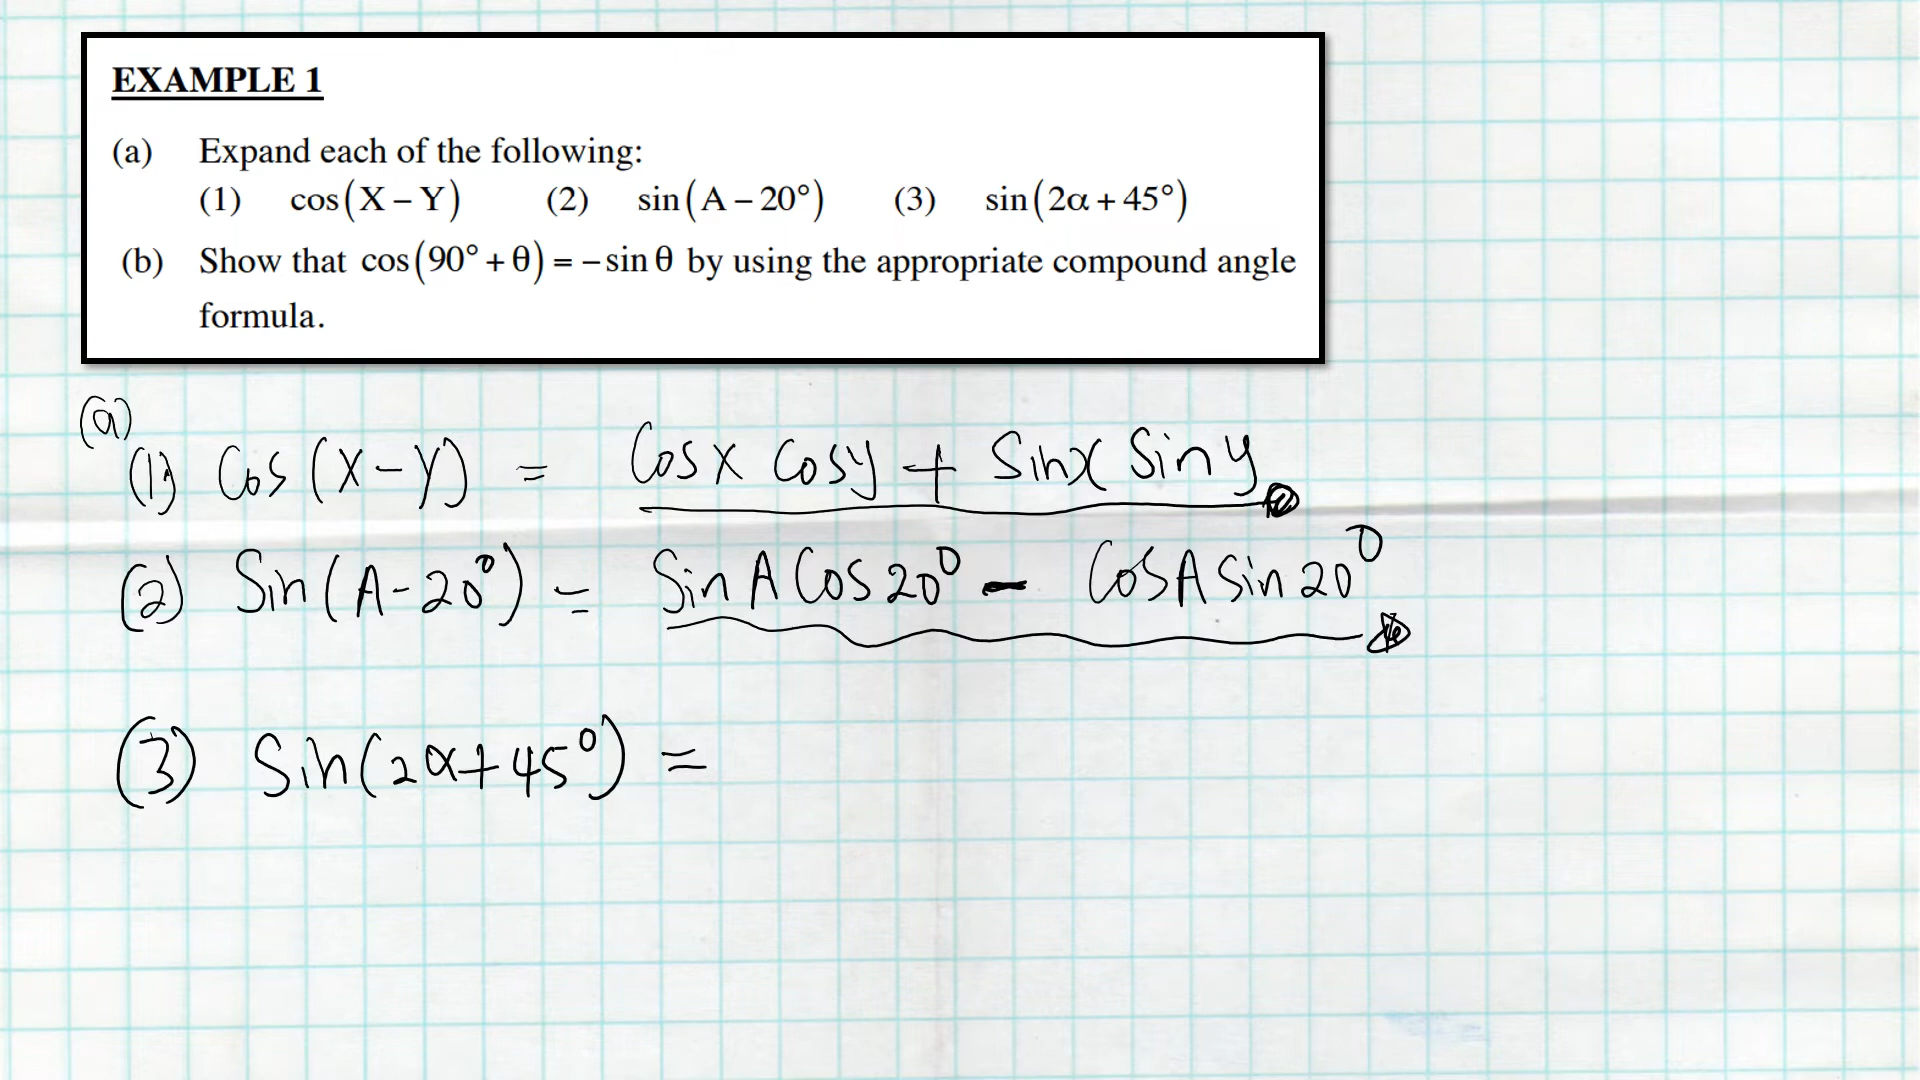 EXAMPLE 1
(a) Expand each of the following:
(1) cos(X – Y) (2) sin(A – 20°) (3) sin(2α + 45°)
(b) Show that cos(90° + θ) = – sin θ by using the appropriate compound angle
formula.
(a)
(1) Cos (X-Y) = Cosx Cosy + Sinx Siny
(2) Sin(A-20°) = Sin A Cos 20° - Cos A sin 20°
(3) Sin(2α+45°) =